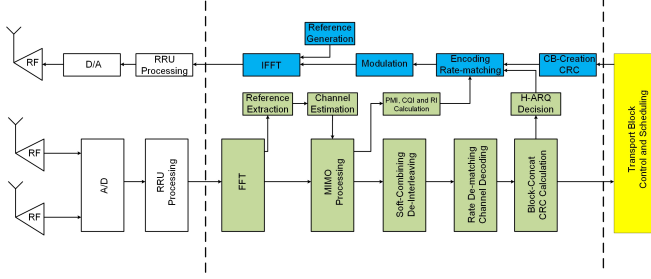 Reference
Generation
RF
D/A
RRU
Processing
IFFT
Modulation
Encoding
Rate-matching
CB-Creation
CRC
Reference
Extraction
Channel
Estimation
PMI, CQI and RI
Calculation
H-ARQ
Decision
RF
RF
A/D
RRU
Processing
FFT
MIMO
Processing
Soft-Combining
De-Interleaving
Rate De-matching
Channel Decoding
Block-Concat
CRC Calculation
Transport Block
Control and Scheduling